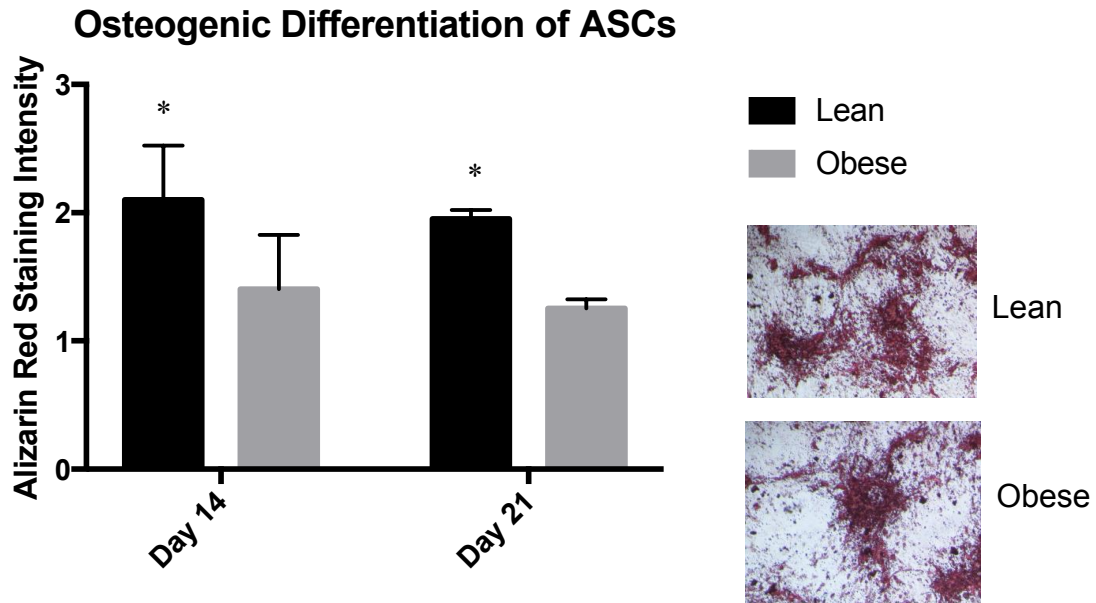 Osteogenic Differentiation of ASCs
Alizarin Red Staining Intensity
3
2
1
0
*
*
Day 14
Day 21
Lean
Obese
Lean
Obese